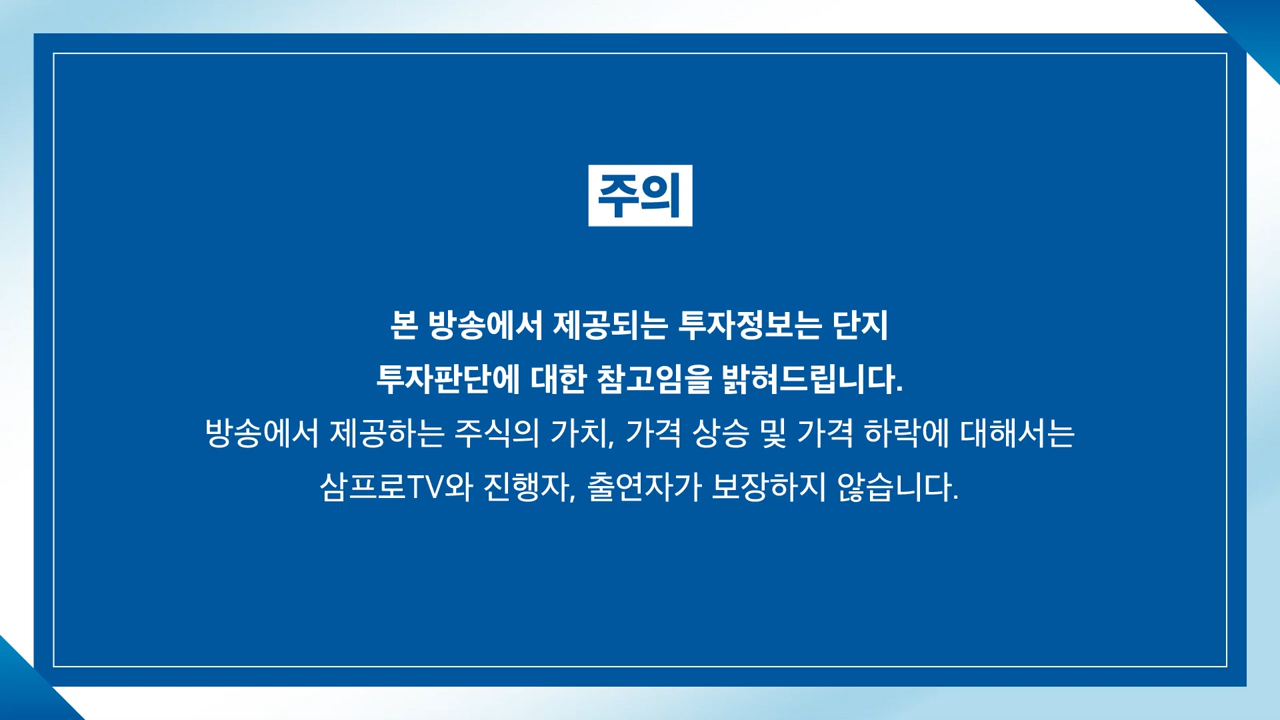 주의
본 방송에서 제공되는 투자정보는 단지
투자판단에 대한 참고임을 밝혀드립니다.
방송에서 제공하는 주식의 가치, 가격 상승 및 가격 하락에 대해서는
삼프로TV와 진행자, 출연자가 보장하지 않습니다.